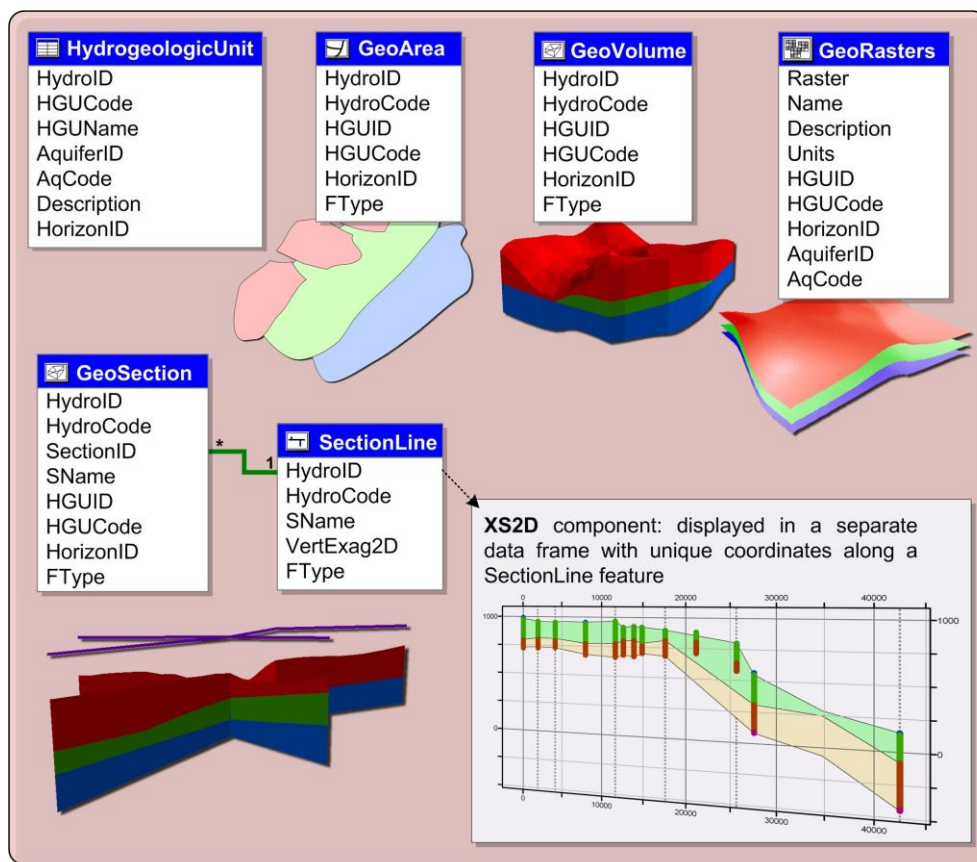 HydrogeologicUnit
HydroID
HGUCode
HGUName
AquiferID
AqCode
Description
HorizonID
GeoArea
HydroID
HydroCode
HGUID
HGUCode
HorizonID
FType
GeoVolume
HydroID
HydroCode
HGUID
HGUCode
HorizonID
FType
GeoRasters
Raster
Name
Description
Units
HGUID
HGUCode
HorizonID
AquiferID
AqCode
GeoSection
HydroID
HydroCode
SectionID
SName
HGUID
HGUCode
HorizonID
FType
*
1
SectionLine
HydroID
HydroCode
SName
VertExag2D
FType
XS2D component: displayed in a separate
data frame with unique coordinates along a
SectionLine feature
0 10000 20000 30000 40000
1000 1000
0 0
0 10000 20000 30000 40000